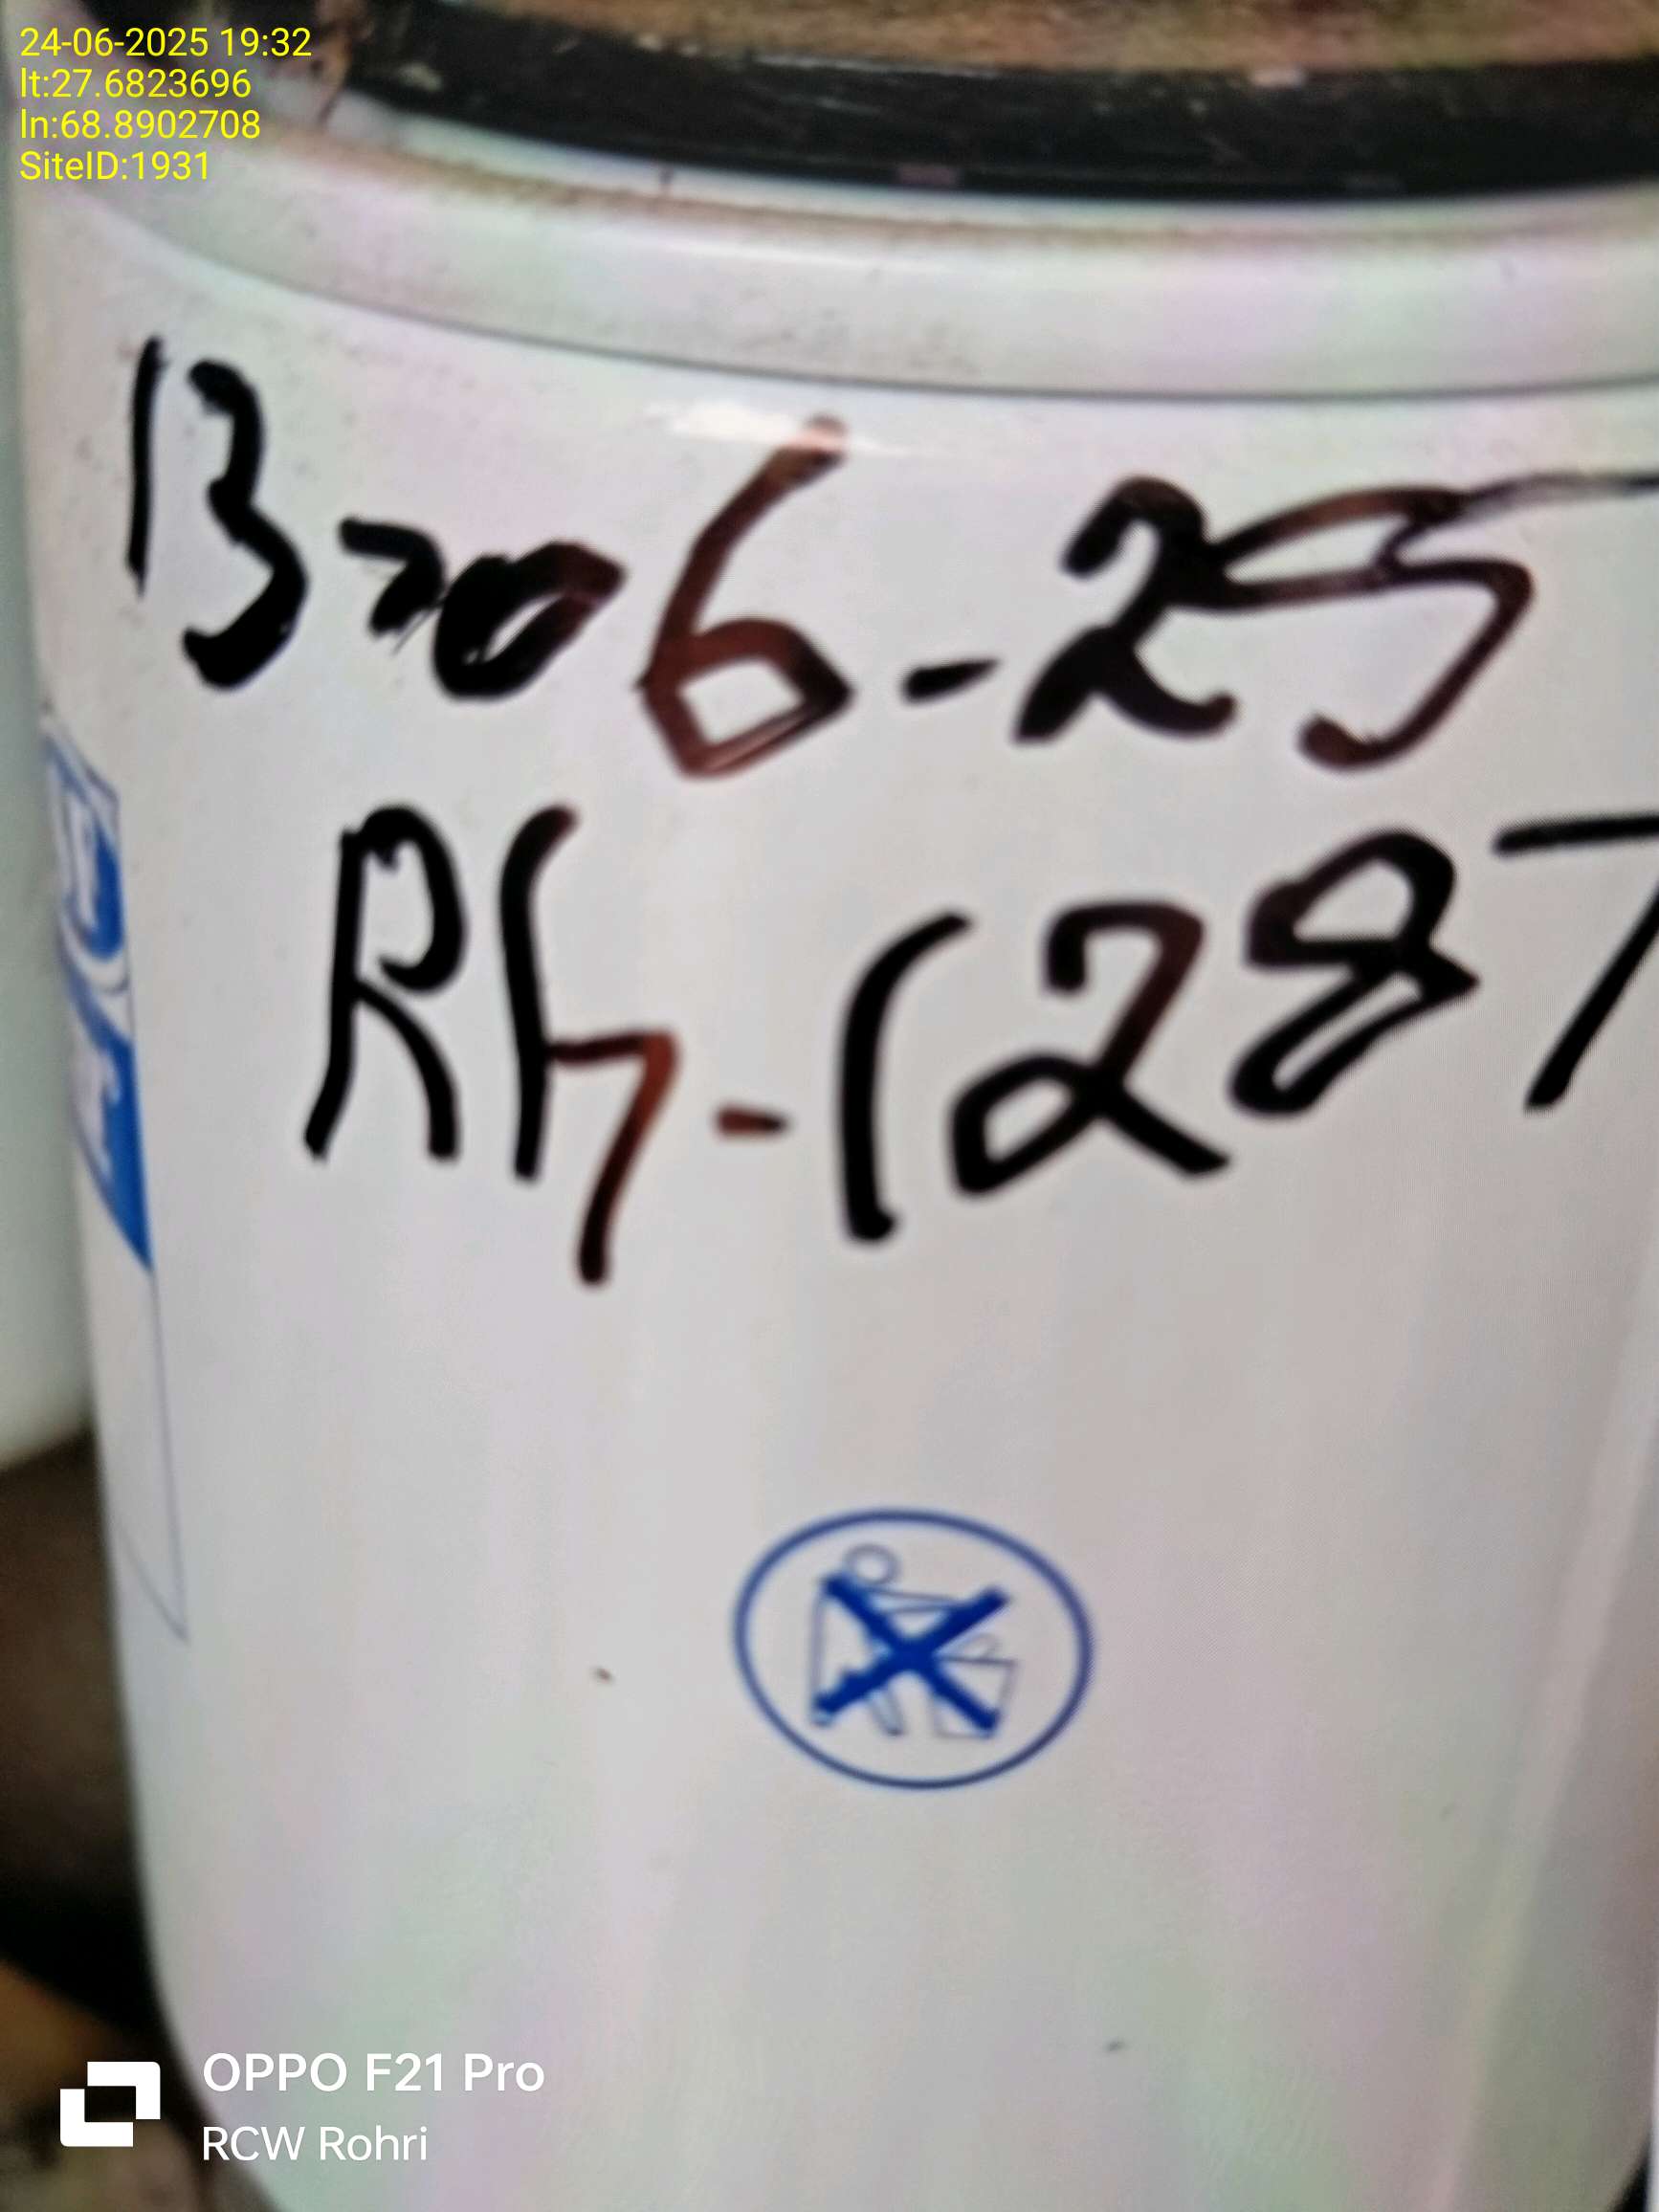 24-06-2025 19:32
lt:27.6823696
ln:68.8902708
SiteID:1931
13-06-25
Rh-1287
OPPO F21 Pro
RCW Rohri